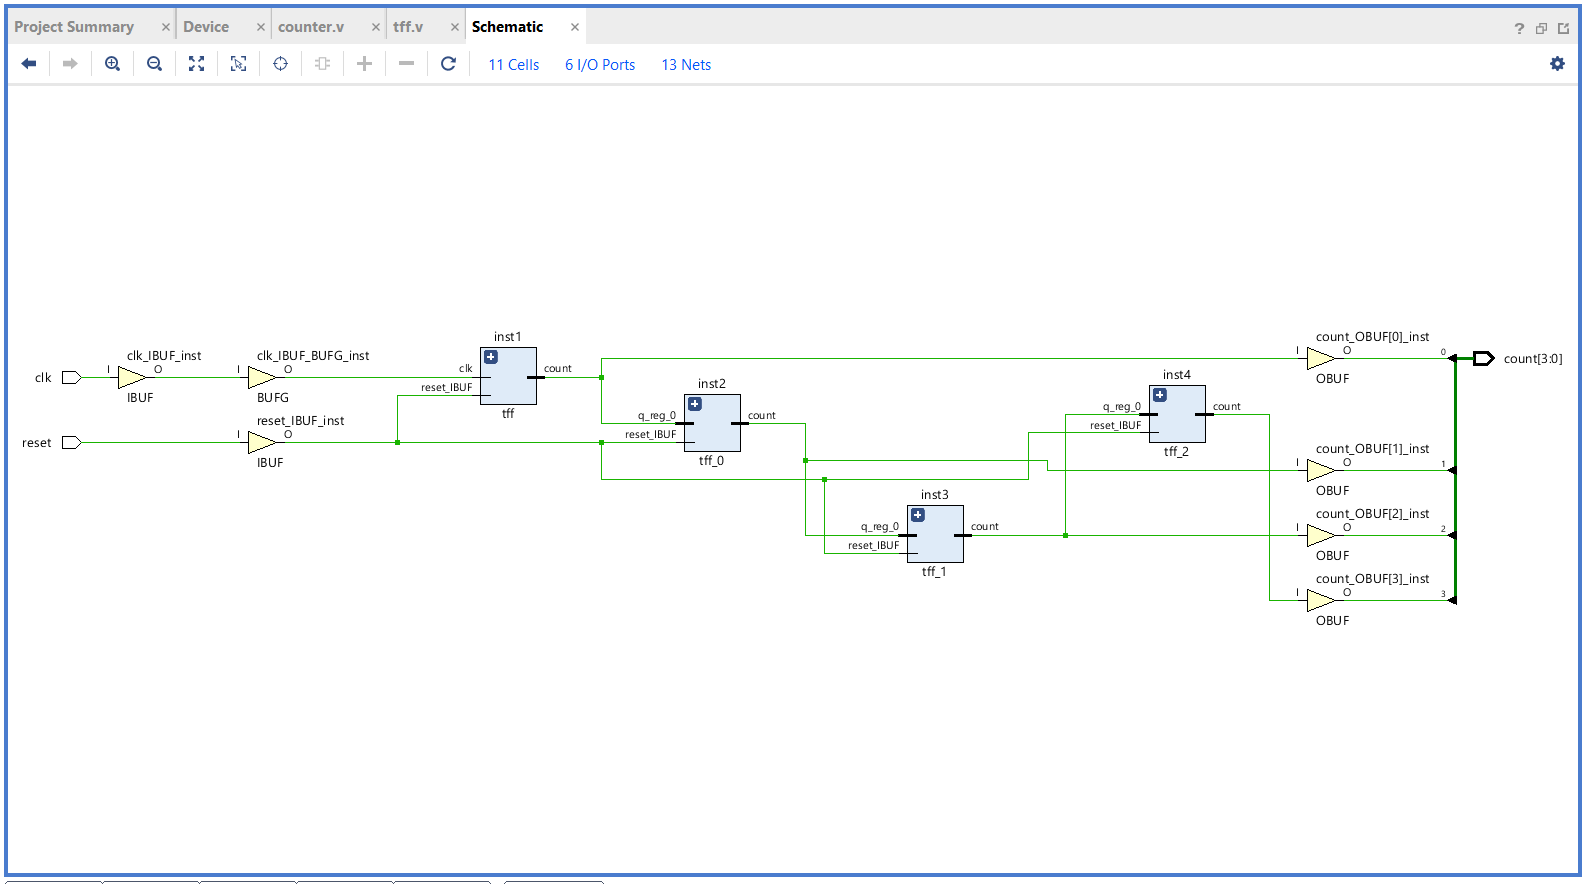 Project Summary × Device × counter.v × tff.v × Schematic ×
?
11 Cells 6 I/O Ports 13 Nets
inst1
clk_IBUF_inst
clk_IBUF_BUFG_inst
clk
I
O
IBUF
I
O
BUFG
clk
reset_IBUF
count
tff
reset
reset_IBUF_inst
I
O
IBUF
inst2
q_reg_0
reset_IBUF
count
tff_0
inst3
q_reg_0
reset_IBUF
count
tff_1
inst4
q_reg_0
reset_IBUF
count
tff_2
count_OBUF[0]_inst
I
O
OBUF
0
count[3:0]
count_OBUF[1]_inst
I
O
OBUF
1
count_OBUF[2]_inst
I
O
OBUF
2
count_OBUF[3]_inst
I
O
OBUF
3